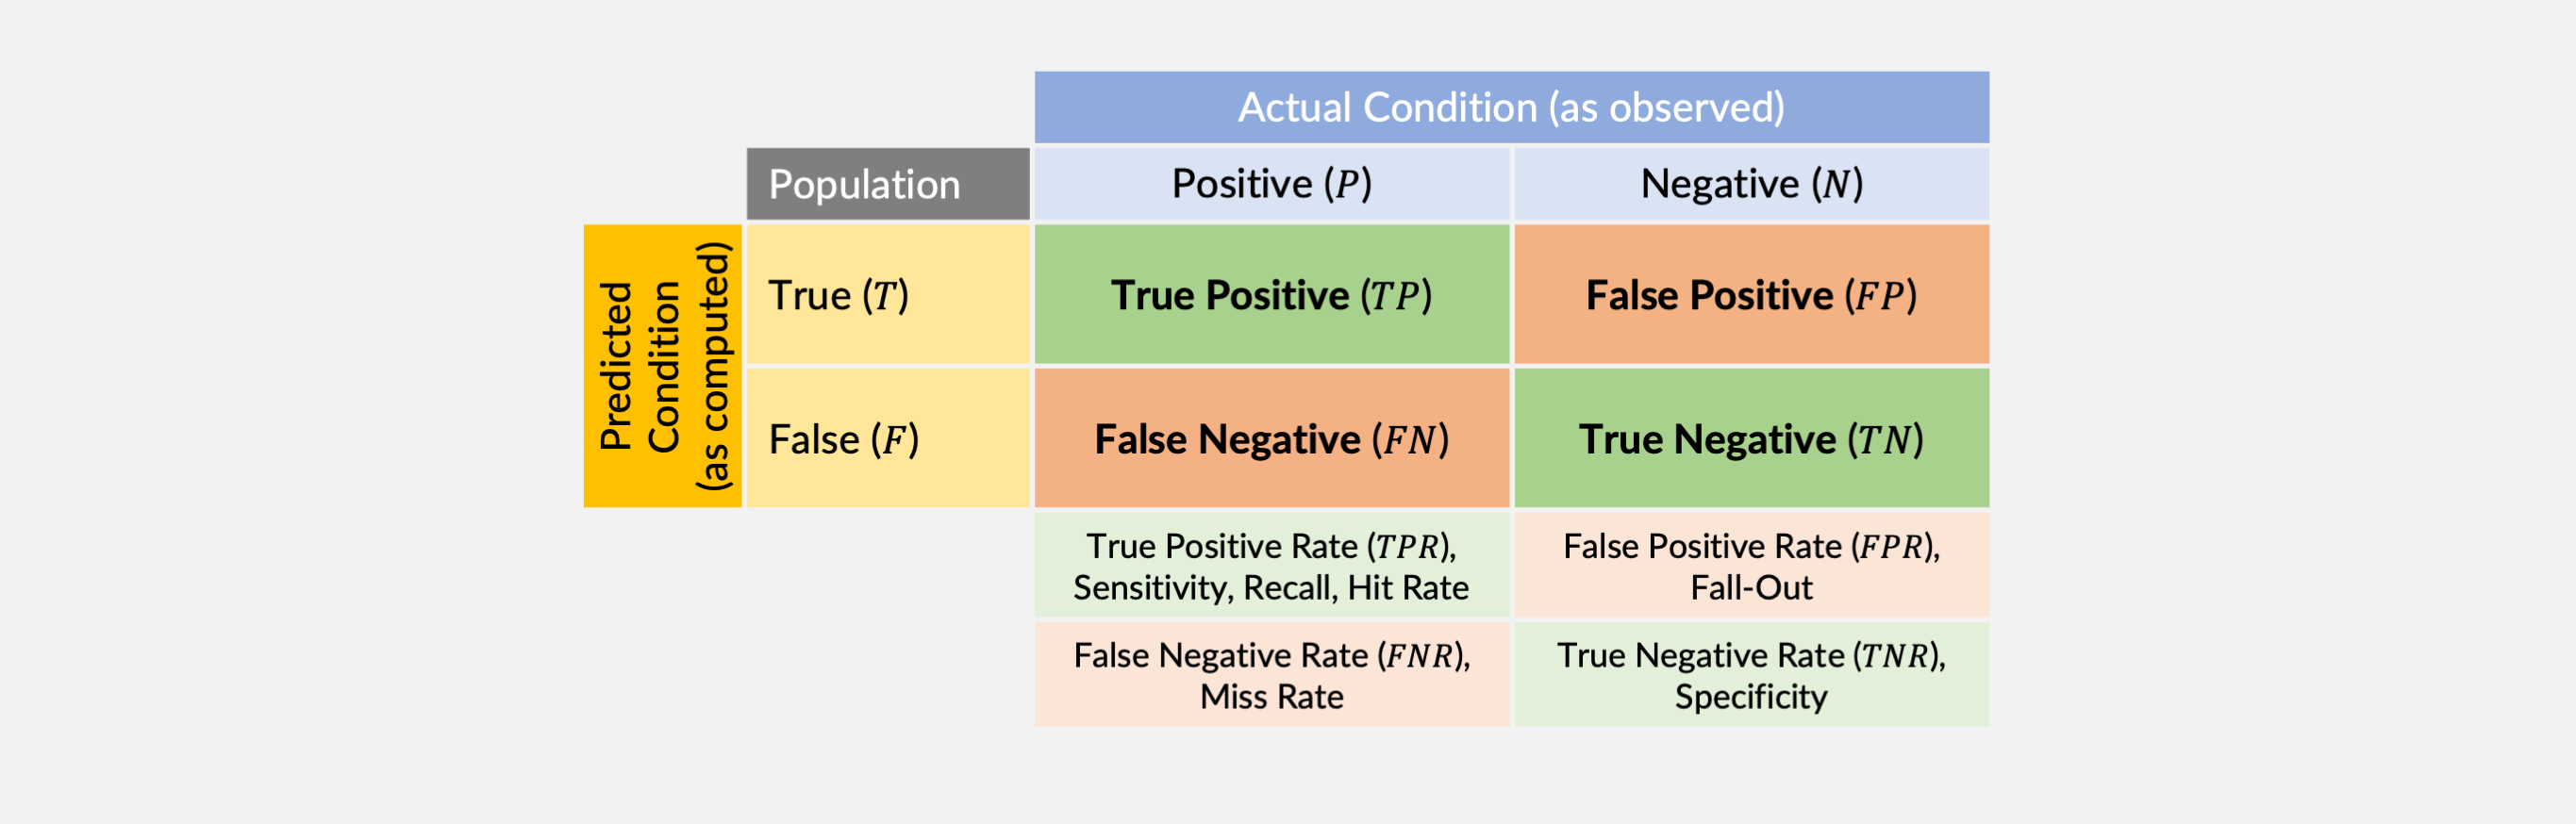 Actual Condition (as observed)
Population
Positive (P)
Negative (N)
Predicted
Condition
(as computed)
True (T)
True Positive (TP)
False Positive (FP)
False (F)
False Negative (FN)
True Negative (TN)
True Positive Rate (TPR),
Sensitivity, Recall, Hit Rate
False Positive Rate (FPR),
Fall-Out
False Negative Rate (FNR),
Miss Rate
True Negative Rate (TNR),
Specificity